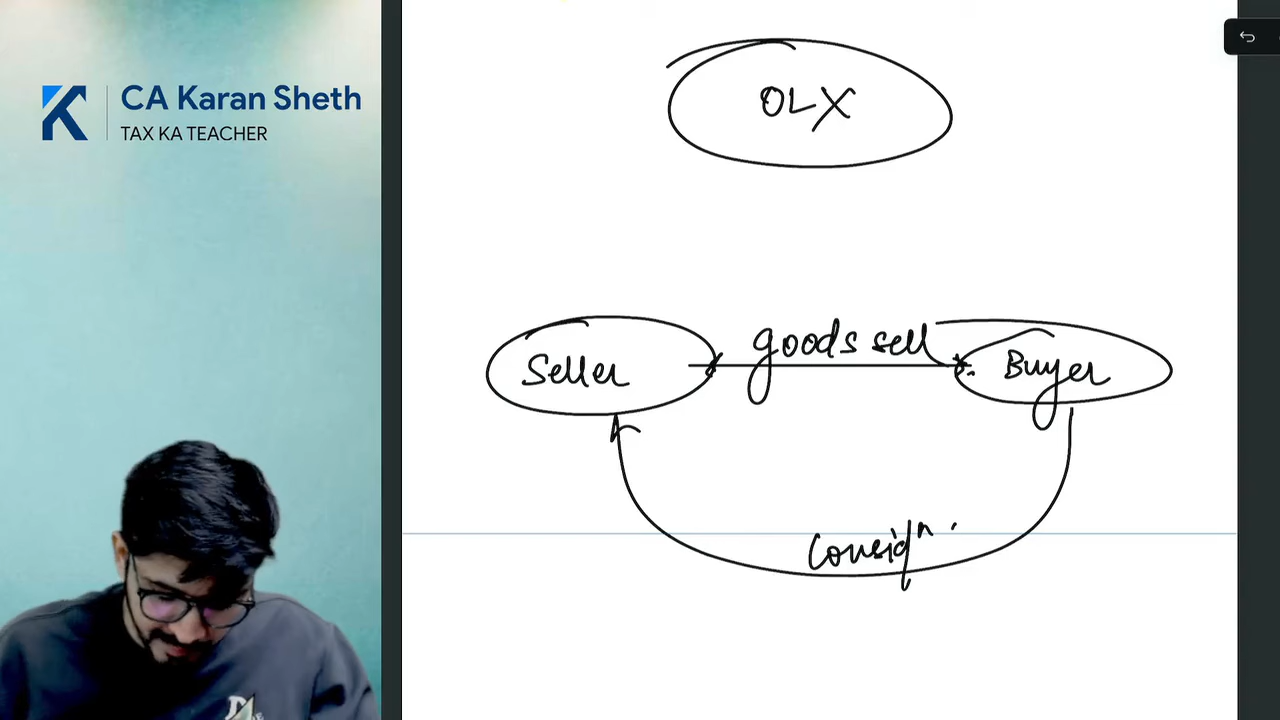 CA Karan Sheth
TAX KA TEACHER
OLX
goods sell
Seller
Buyer
Considⁿ.